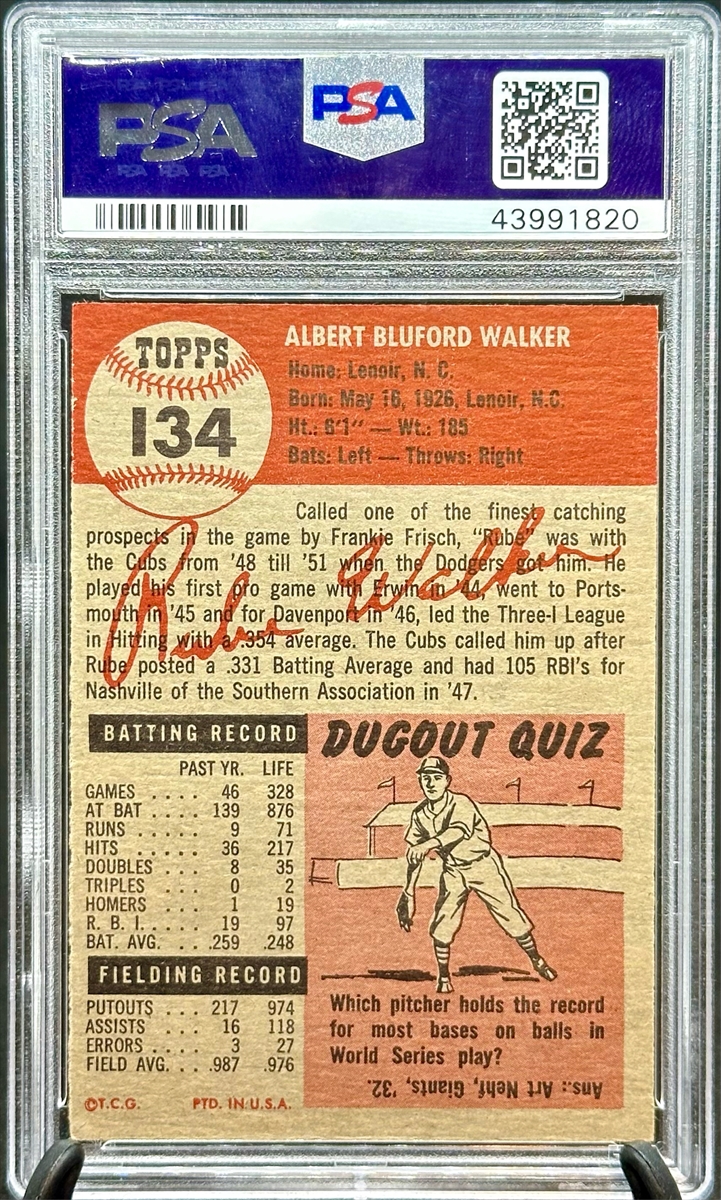 PSA
PSA
PSA PSA PSA
43991820
TOPPS
134
ALBERT BLUFORD WALKER
Home: Lenoir, N. C.
Born: May 16, 1926, Lenoir, N.C.
Ht.: 6'1" — Wt.: 185
Bats: Left — Throws: Right
Called one of the finest catching
prospects in the game by Frankie Frisch, "Rube" was with
the Cubs from '48 till '51 when the Dodgers got him. He
played his first pro game with Erwin in '44, went to Ports-
mouth in '45 and for Davenport in '46, led the Three-I League
in Hitting with a .354 average. The Cubs called him up after
Rube posted a .331 Batting Average and had 105 RBI's for
Nashville of the Southern Association in '47.
Rube Walker
BATTING RECORD
PAST YR. LIFE
GAMES .... 46 328
AT BAT .... 139 876
RUNS ..... 9 71
HITS ..... 36 217
DOUBLES ... 8 35
TRIPLES ... 0 2
HOMERS ... 1 19
R. B. I. .... 19 97
BAT. AVG. .. .259 .248
FIELDING RECORD
PUTOUTS ... 217 974
ASSISTS ... 16 118
ERRORS .... 3 27
FIELD AVG. .. .987 .976
©T.C.G. PTD. IN U.S.A.
DUGOUT QUIZ
Which pitcher holds the record
for most bases on balls in
World Series play?
Ans.: Art Nehf, Giants, '32.